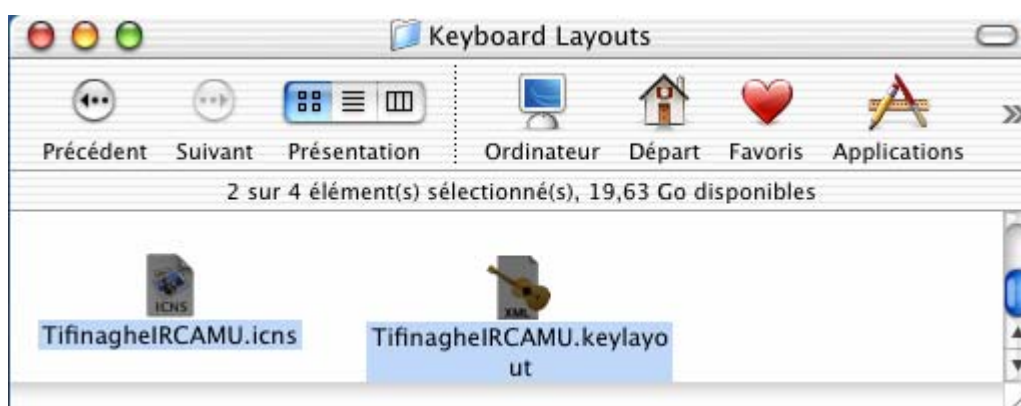 Keyboard Layouts
Précédent Suivant Présentation Ordinateur Départ Favoris Applications
2 sur 4 élément(s) sélectionné(s), 19,63 Go disponibles
ICNS XML
TifinagheIRCAMU.icns TifinagheIRCAMU.keylayo
ut